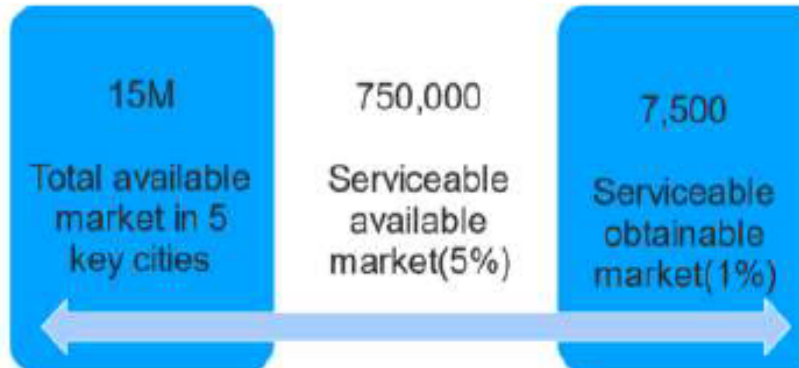 15M
Total available
market in 5
key cities
750,000
Serviceable
available
market(5%)
7,500
Serviceable
obtainable
market(1%)